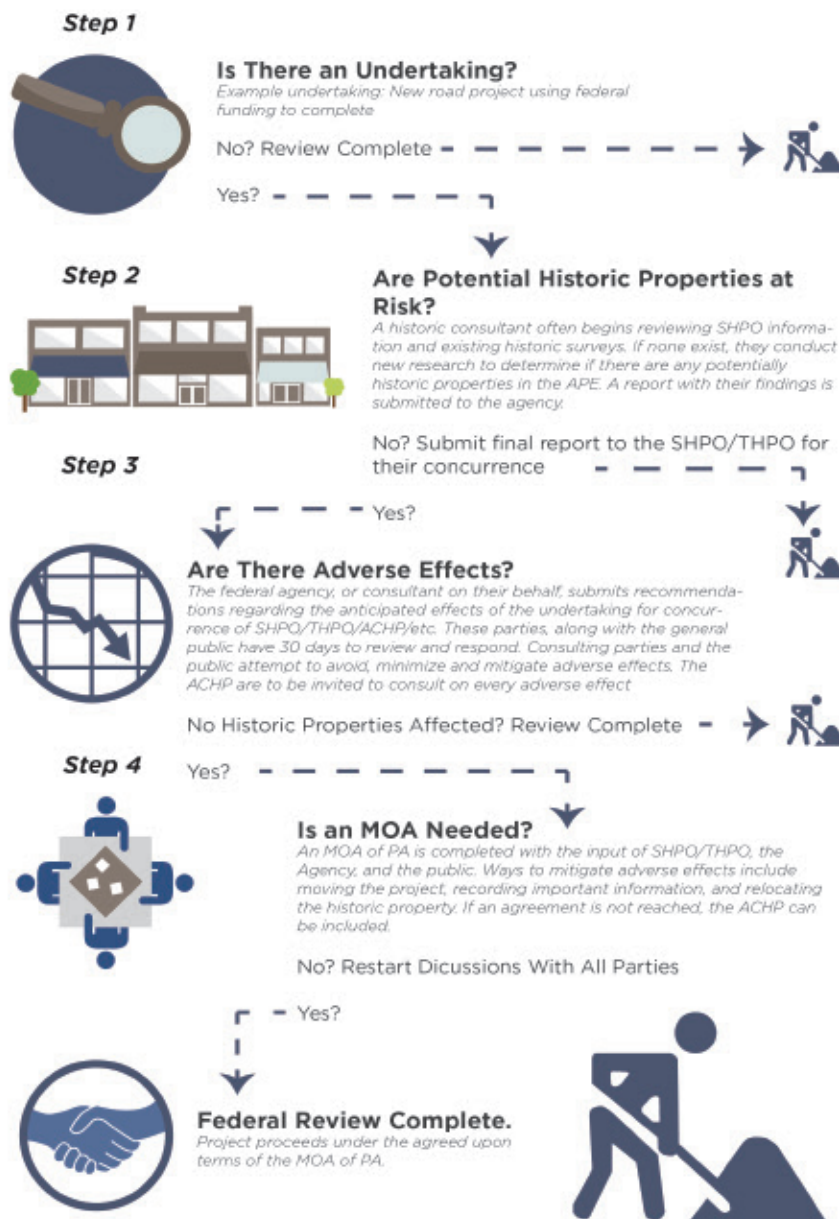 Step 1
Is There an Undertaking?
Example undertaking: New road project using federal
funding to complete
No? Review Complete
Yes?
Step 2
Are Potential Historic Properties at
Risk?
A historic consultant often begins reviewing SHPO informa-
tion and existing historic surveys. If none exist, they conduct
new research to determine if there are any potentially
historic properties in the APE. A report with their findings is
submitted to the agency.
No? Submit final report to the SHPO/THPO for
their concurrence
Step 3
Yes?
Are There Adverse Effects?
The federal agency, or consultant on their behalf, submits recommenda-
tions regarding the anticipated effects of the undertaking for concur-
rence of SHPO/THPO/ACHP/etc. These parties, along with the general
public have 30 days to review and respond. Consulting parties and the
public attempt to avoid, minimize and mitigate adverse effects. The
ACHP are to be invited to consult on every adverse effect
No Historic Properties Affected? Review Complete
Step 4
Yes?
Is an MOA Needed?
An MOA of PA is completed with the input of SHPO/THPO, the
Agency, and the public. Ways to mitigate adverse effects include
moving the project, recording important information, and relocating
the historic property. If an agreement is not reached, the ACHP can
be included.
No? Restart Dicussions With All Parties
Yes?
Federal Review Complete.
Project proceeds under the agreed upon
terms of the MOA of PA.